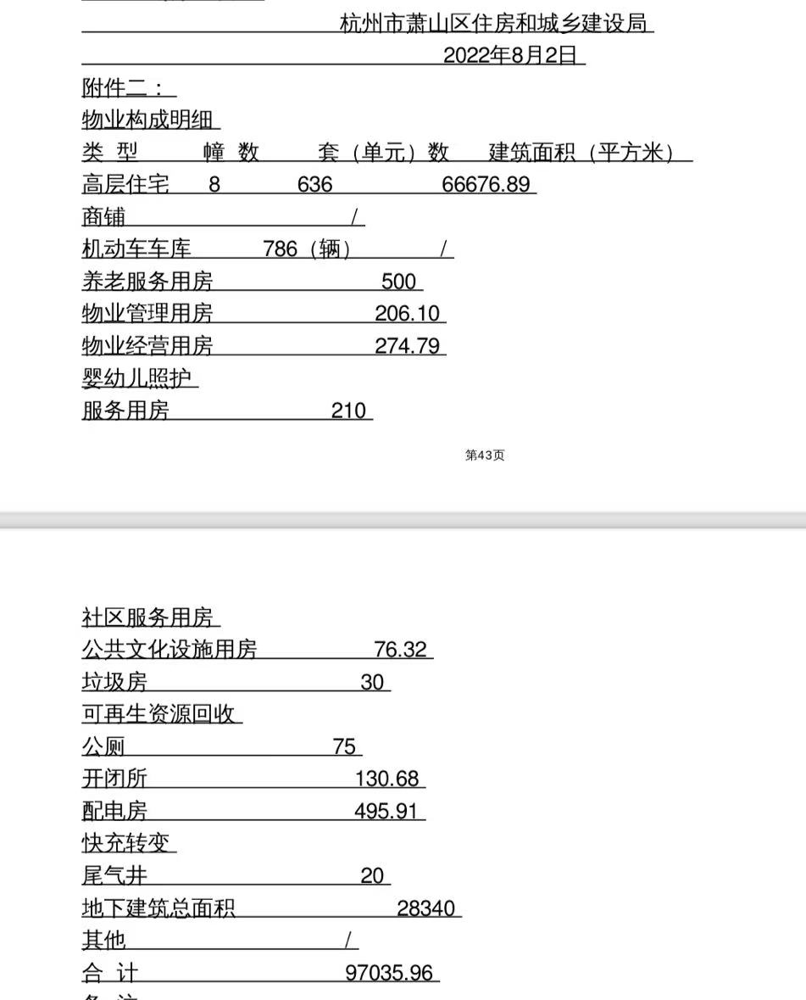 杭州市萧山区住房和城乡建设局
2022年8月2日
附件二：
物业构成明细
类 型 幢 数 套（单元）数 建筑面积（平方米）
高层住宅 8 636 66676.89
商铺 /
机动车车库 786（辆） /
养老服务用房 500
物业管理用房 206.10
物业经营用房 274.79
婴幼儿照护
服务用房 210
第43页
社区服务用房
公共文化设施用房 76.32
垃圾房 30
可再生资源回收
公厕 75
开闭所 130.68
配电房 495.91
快充转变
尾气井 20
地下建筑总面积 28340
其他 /
合 计 97035.96